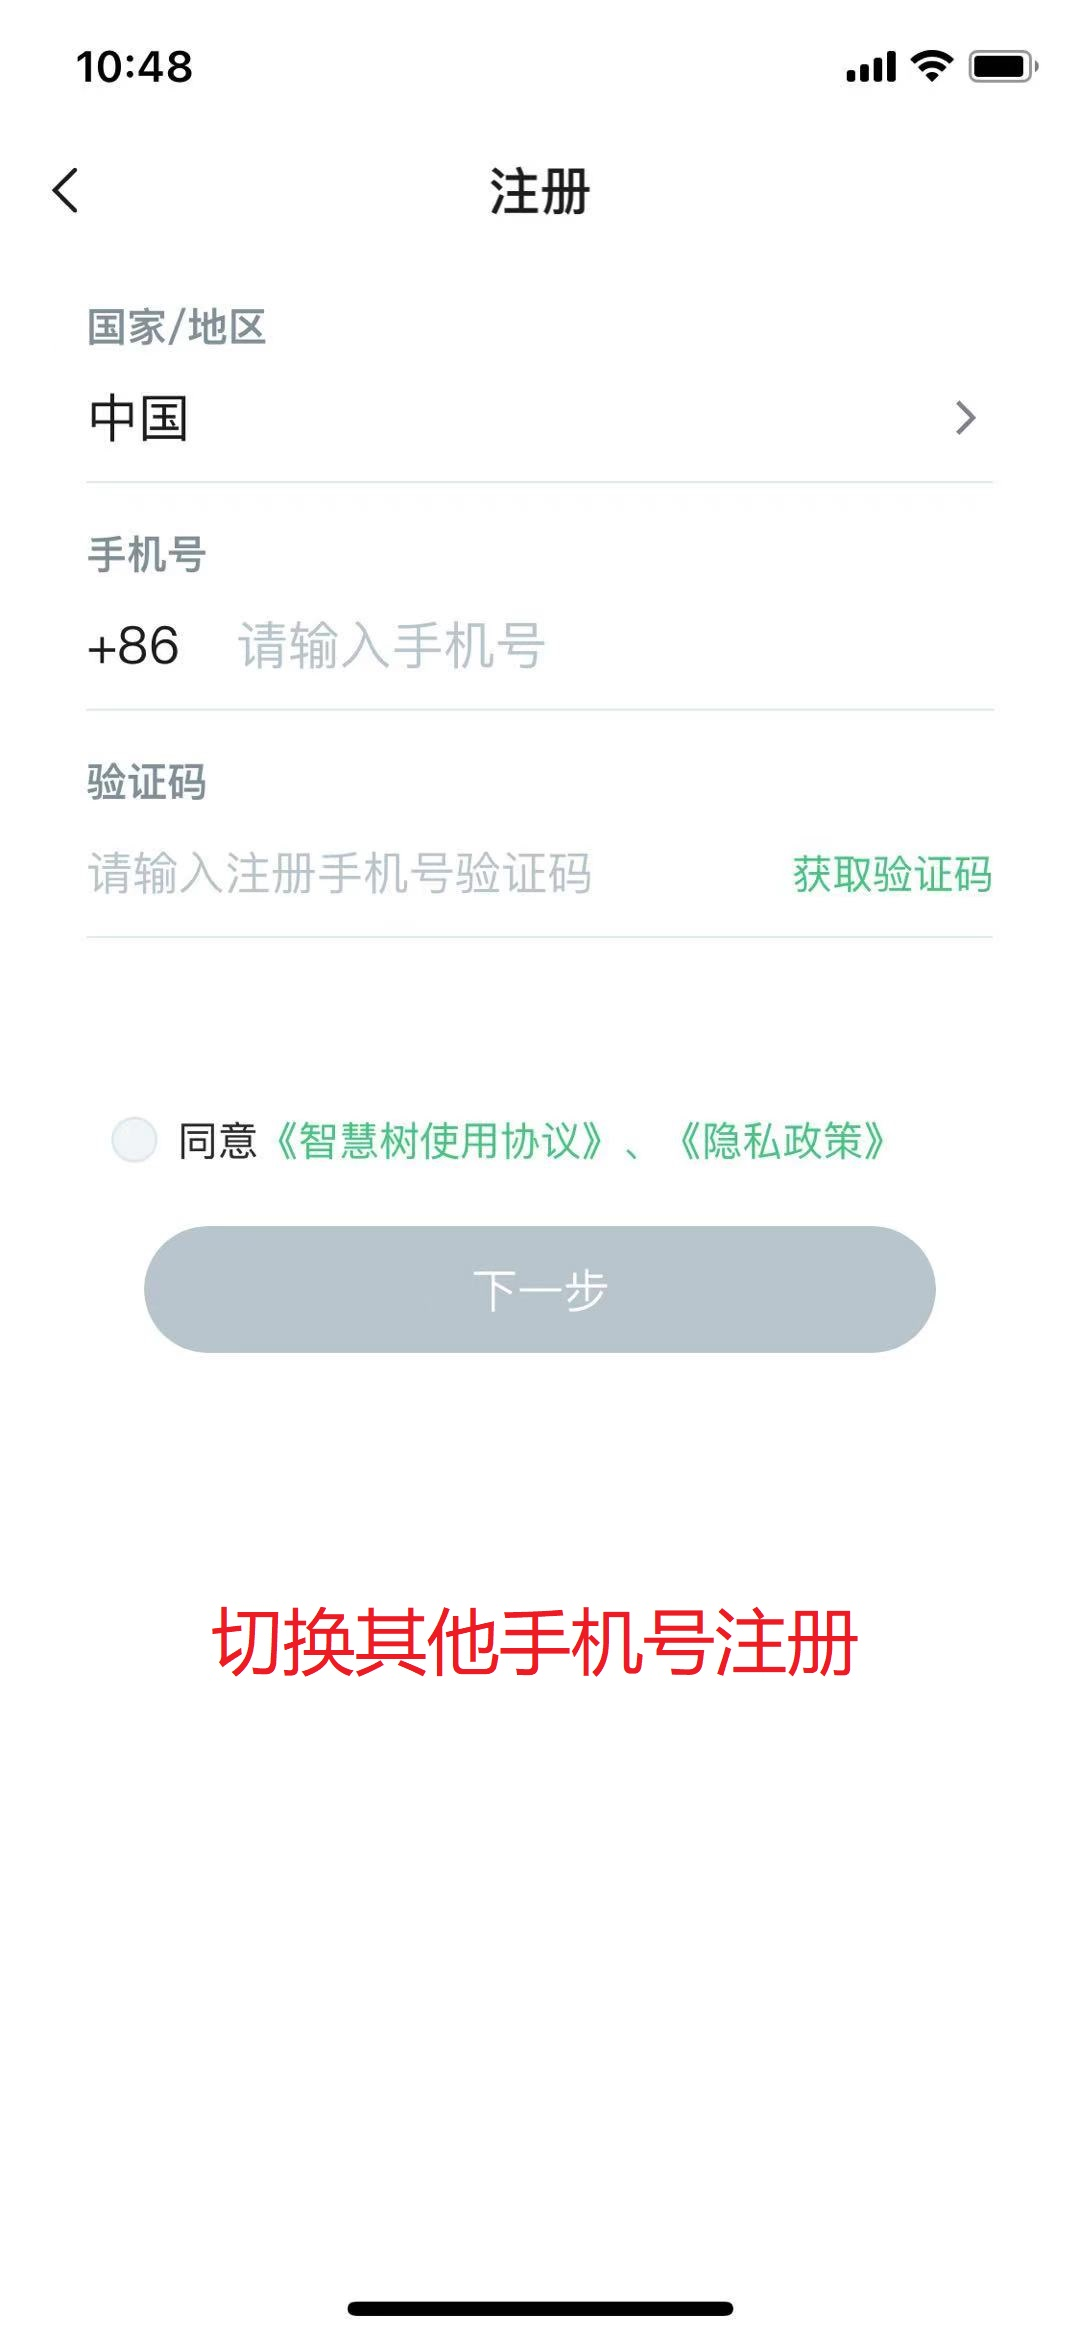 10:48
注册
国家/地区
中国
手机号
+86 请输入手机号
验证码
请输入注册手机号验证码 获取验证码
同意《智慧树使用协议》、《隐私政策》
下一步
切换其他手机号注册